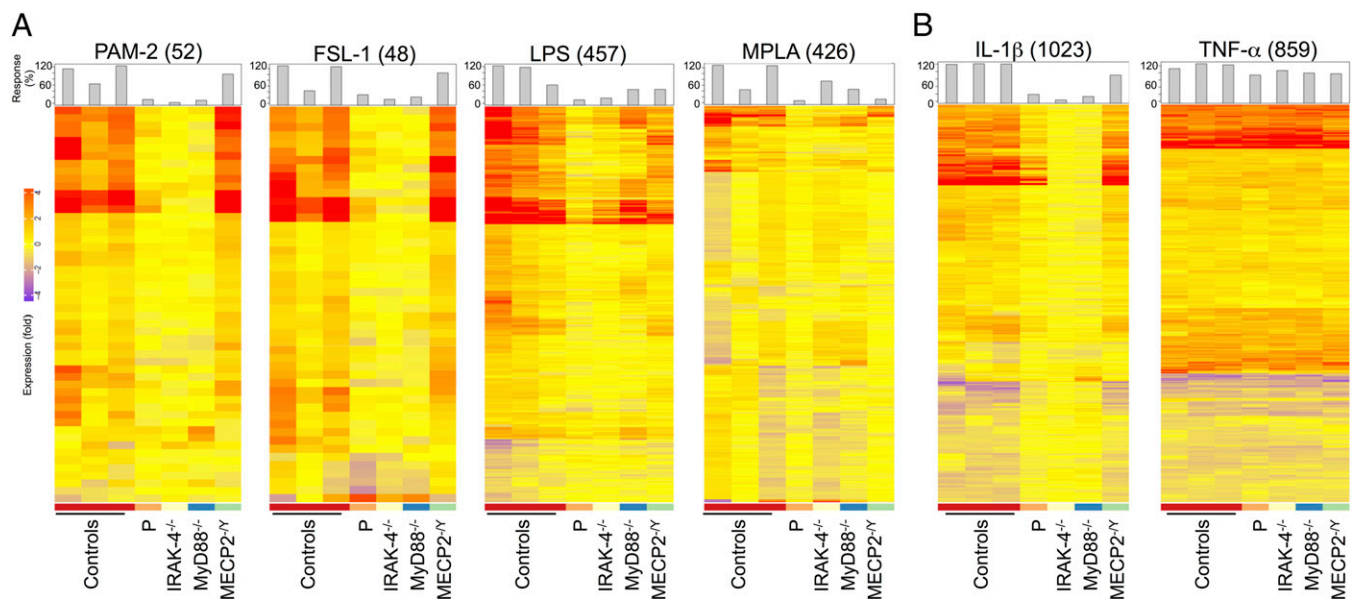 A
B
PAM-2 (52)
FSL-1 (48)
LPS (457)
MPLA (426)
IL-1β (1023)
TNF-α (859)
Response
(%)
120
60
0
120
60
0
120
60
0
120
60
0
120
60
0
120
60
0
Expression (fold)
4
2
0
-2
-4
Controls
P
IRAK-4-/-
MyD88-/-
MECP2-/Y
Controls
P
IRAK-4-/-
MyD88-/-
MECP2-/Y
Controls
P
IRAK-4-/-
MyD88-/-
MECP2-/Y
Controls
P
IRAK-4-/-
MyD88-/-
MECP2-/Y
Controls
P
IRAK-4-/-
MyD88-/-
MECP2-/Y
Controls
P
IRAK-4-/-
MyD88-/-
MECP2-/Y